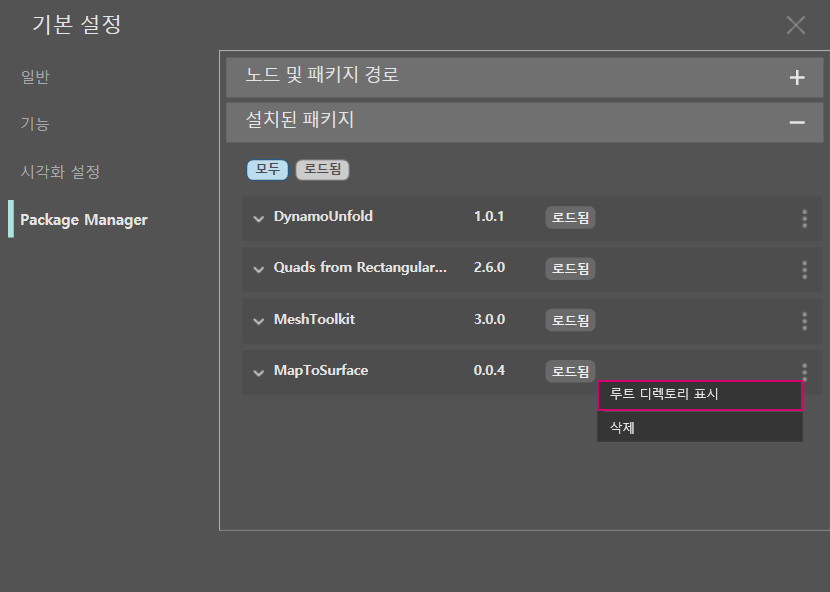 기본 설정
일반
기능
시각화 설정
Package Manager
노드 및 패키지 경로
설치된 패키지
모두 로드됨
DynamoUnfold 1.0.1 로드됨
Quads from Rectangular... 2.6.0 로드됨
MeshToolkit 3.0.0 로드됨
MapToSurface 0.0.4 로드됨
루트 디렉토리 표시
삭제